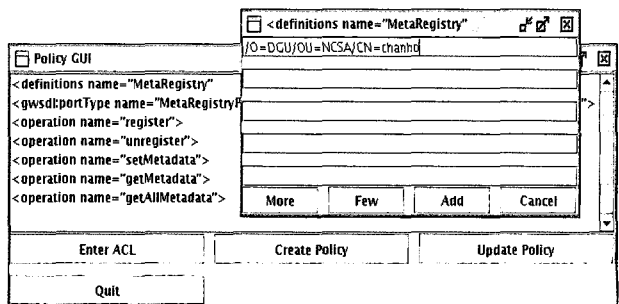 <definitions name="MetaRegistry"
/O=DGU/OU=NCSA/CN=chanho
More Few Add Cancel
Policy GUI
<definitions name="MetaRegistry"
<gwsdl:portType name="MetaRegistryP
">
<operation name="register">
<operation name="unregister">
<operation name="setMetadata">
<operation name="getMetadata">
<operation name="getAllMetadata">
Enter ACL Create Policy Update Policy
Quit